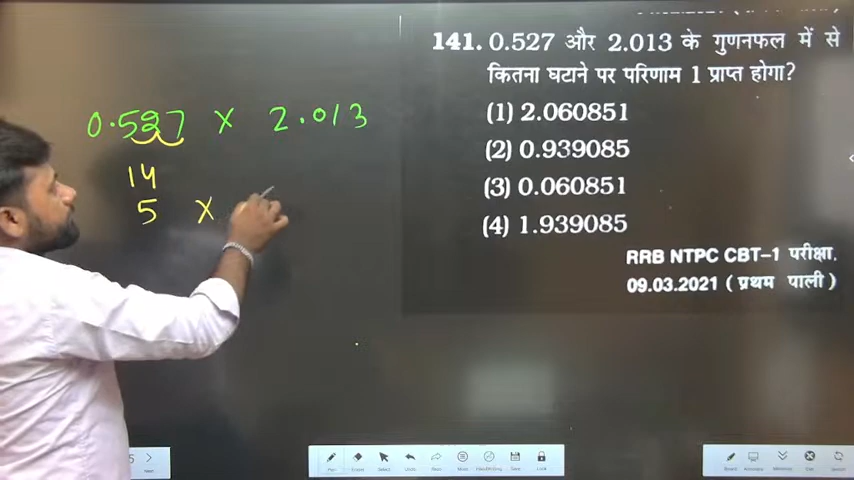 141. 0.527 और 2.013 के गुणनफल में से
कितना घटाने पर परिणाम 1 प्राप्त होगा?
(1) 2.060851
(2) 0.939085
(3) 0.060851
(4) 1.939085
RRB NTPC CBT–1 परीक्षा,
09.03.2021 (प्रथम पाली)
0.527 × 2.013
14
5 ×